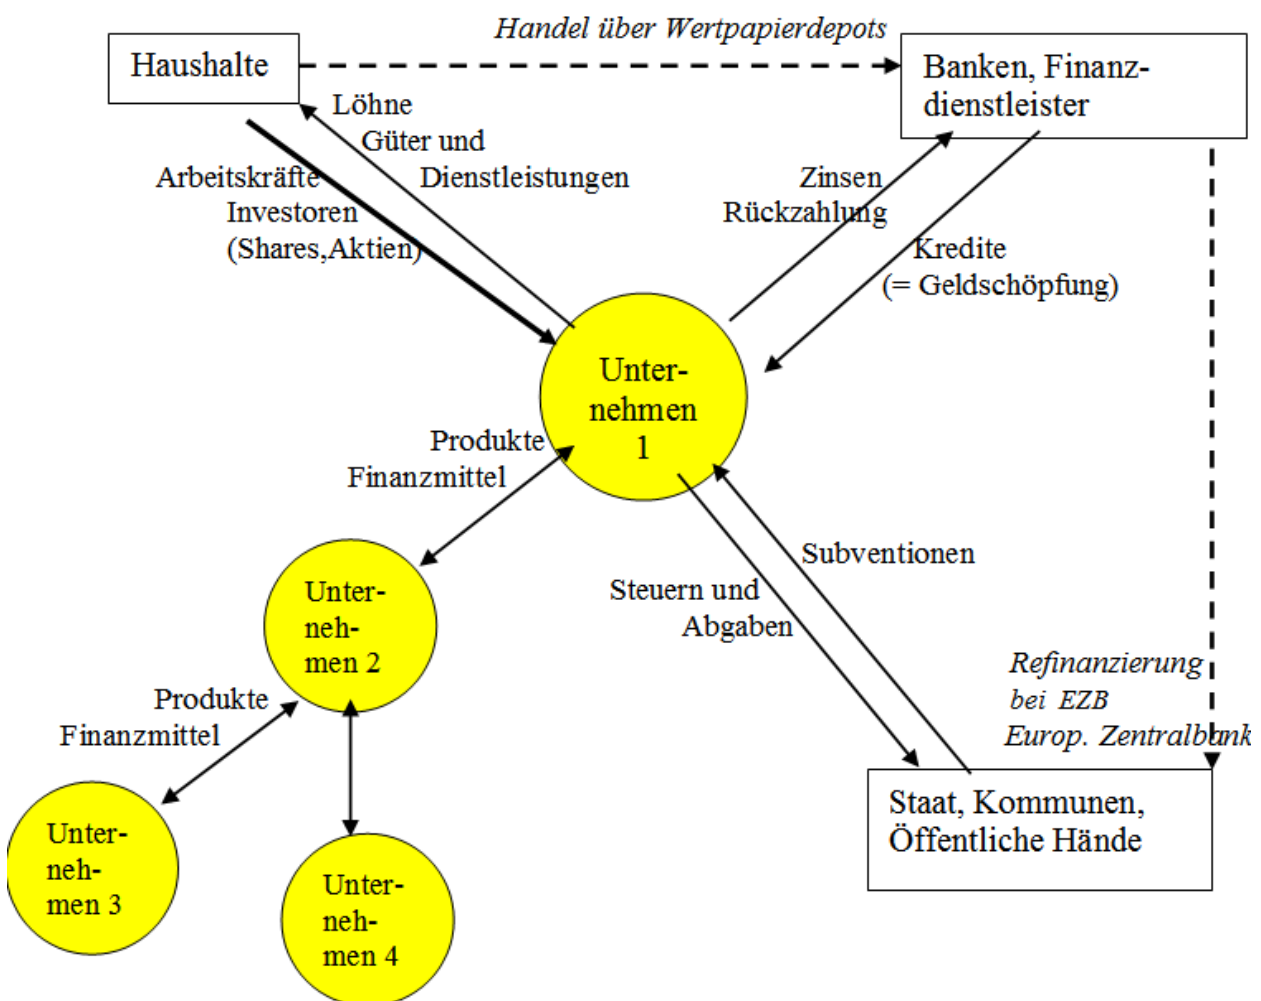 Handel über Wertpapierdepots
Haushalte
Banken, Finanz-
dienstleister
Löhne
Güter und
Dienstleistungen
Arbeitskräfte
Investoren
(Shares,Aktien)
Zinsen
Rückzahlung
Kredite
(= Geldschöpfung)
Unter-
nehmen
1
Produkte
Finanzmittel
Subventionen
Steuern und
Abgaben
Unter-
neh-
men 2
Refinanzierung
bei EZB
Europ. Zentralbank
Produkte
Finanzmittel
Staat, Kommunen,
Öffentliche Hände
Unter-
neh-
men 3
Unter-
neh-
men 4